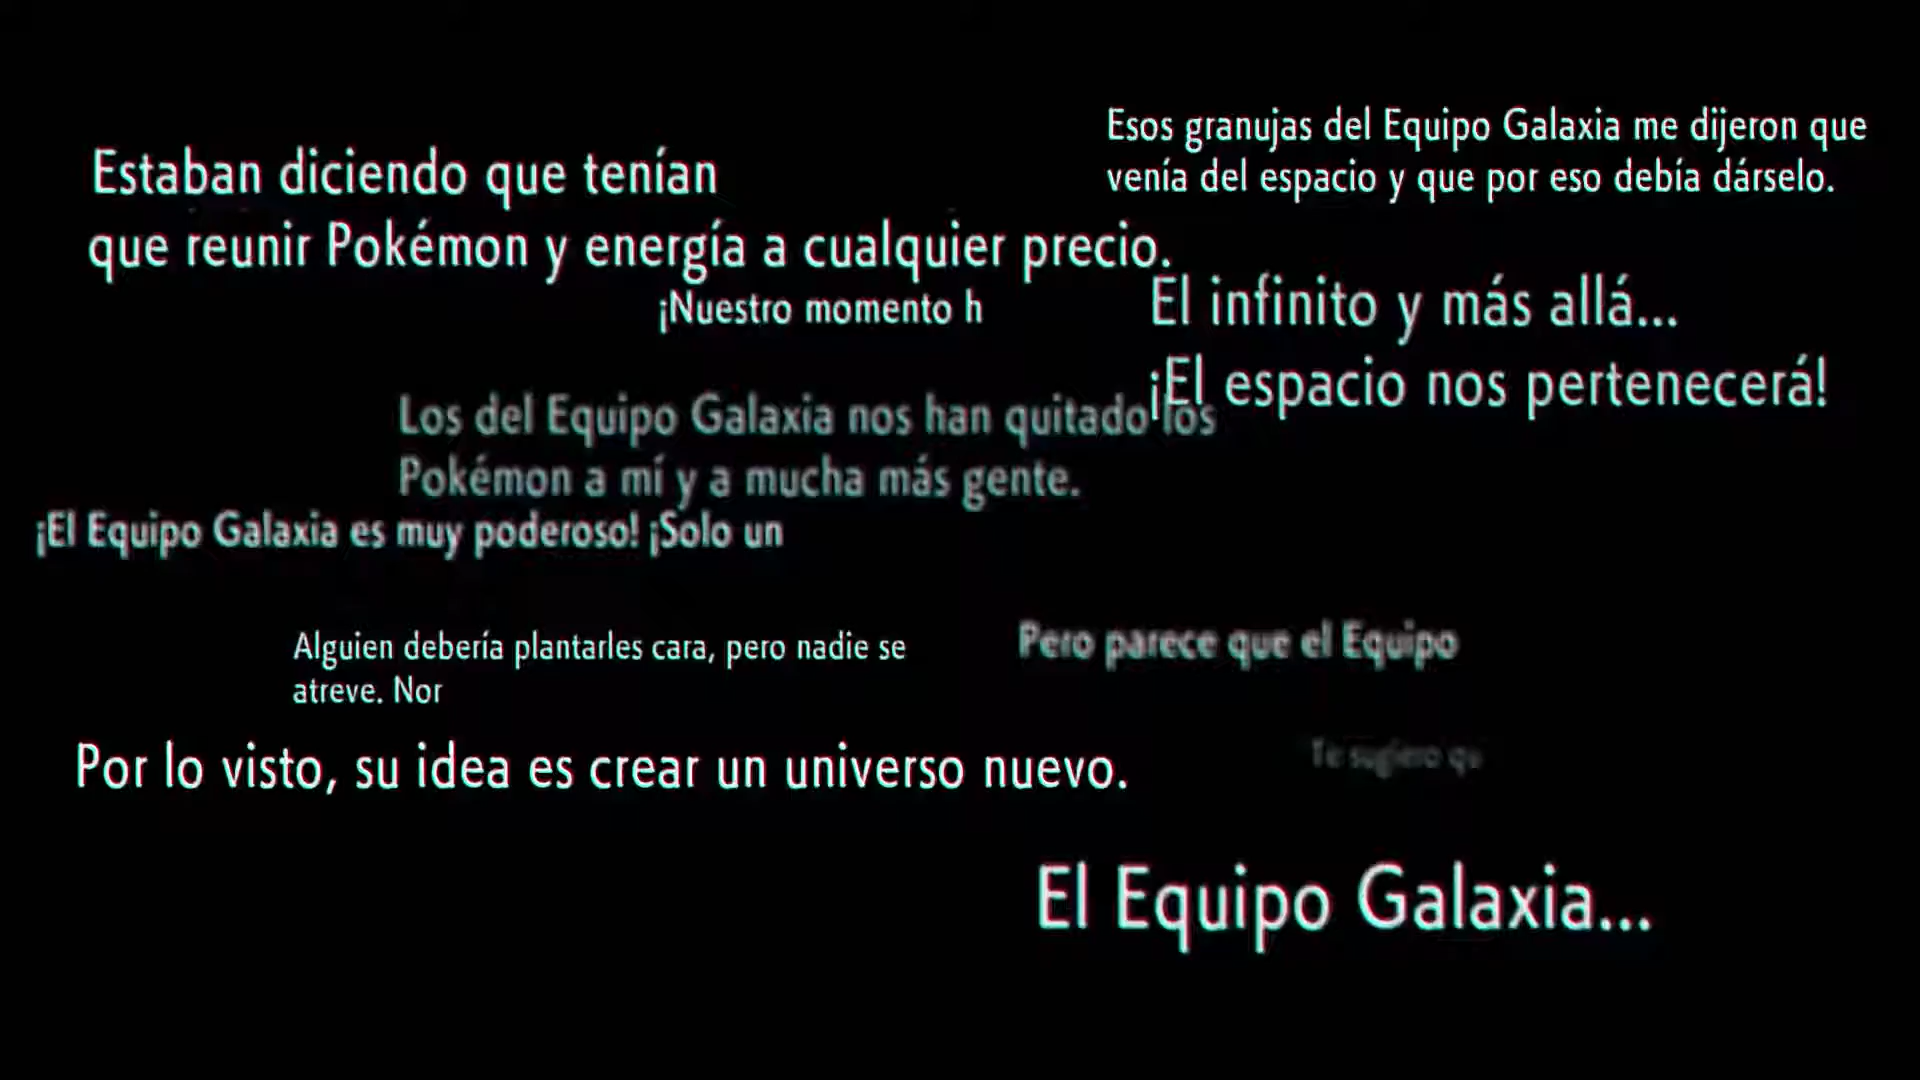 Esos granujas del Equipo Galaxia me dijeron que
venía del espacio y que por eso debía dárselo.
Estaban diciendo que tenían
que reunir Pokémon y energía a cualquier precio.
¡Nuestro momento h
El infinito y más allá...
¡El espacio nos pertenecerá!
Los del Equipo Galaxia nos han quitado los
Pokémon a mí y a mucha más gente.
¡El Equipo Galaxia es muy poderoso! ¡Solo un
Alguien debería plantarles cara, pero nadie se
atreve. Nor
Pero parece que el Equipo
Por lo visto, su idea es crear un universo nuevo.
Te sugiero qu
El Equipo Galaxia...